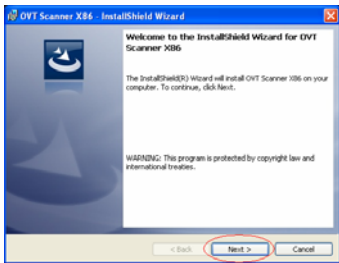 OVT Scanner X86 - InstallShield Wizard
Welcome to the InstallShield Wizard for OVT
Scanner X86
The InstallShield(R) Wizard will install OVT Scanner X86 on your
computer. To continue, click Next.
WARNING: This program is protected by copyright law and
international treaties.
< Back Next > Cancel